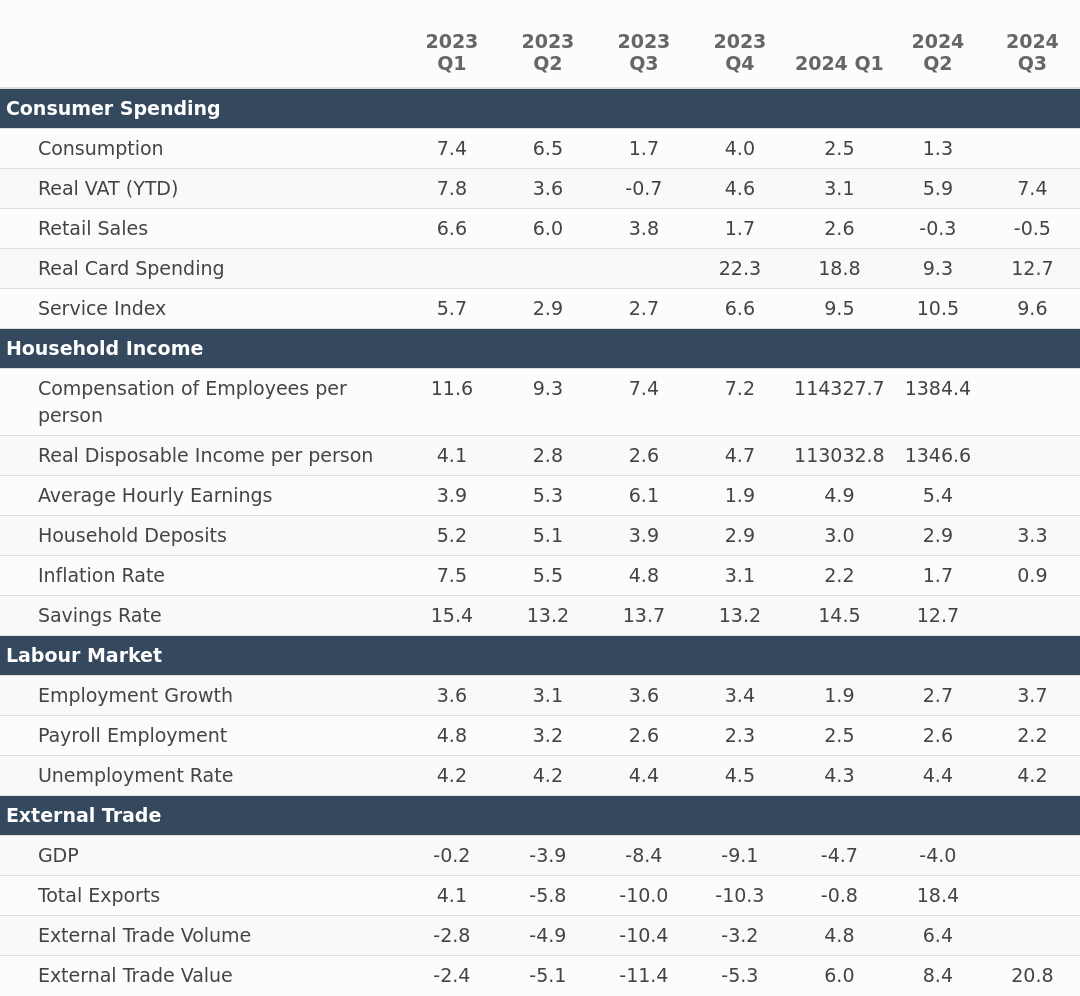 2023 Q1 2023 Q2 2023 Q3 2023 Q4 2024 Q1 2024 Q2 2024 Q3
Consumer Spending
Consumption 7.4 6.5 1.7 4.0 2.5 1.3
Real VAT (YTD) 7.8 3.6 -0.7 4.6 3.1 5.9 7.4
Retail Sales 6.6 6.0 3.8 1.7 2.6 -0.3 -0.5
Real Card Spending 22.3 18.8 9.3 12.7
Service Index 5.7 2.9 2.7 6.6 9.5 10.5 9.6
Household Income
Compensation of Employees per person 11.6 9.3 7.4 7.2 114327.7 1384.4
Real Disposable Income per person 4.1 2.8 2.6 4.7 113032.8 1346.6
Average Hourly Earnings 3.9 5.3 6.1 1.9 4.9 5.4
Household Deposits 5.2 5.1 3.9 2.9 3.0 2.9 3.3
Inflation Rate 7.5 5.5 4.8 3.1 2.2 1.7 0.9
Savings Rate 15.4 13.2 13.7 13.2 14.5 12.7
Labour Market
Employment Growth 3.6 3.1 3.6 3.4 1.9 2.7 3.7
Payroll Employment 4.8 3.2 2.6 2.3 2.5 2.6 2.2
Unemployment Rate 4.2 4.2 4.4 4.5 4.3 4.4 4.2
External Trade
GDP -0.2 -3.9 -8.4 -9.1 -4.7 -4.0
Total Exports 4.1 -5.8 -10.0 -10.3 -0.8 18.4
External Trade Volume -2.8 -4.9 -10.4 -3.2 4.8 6.4
External Trade Value -2.4 -5.1 -11.4 -5.3 6.0 8.4 20.8